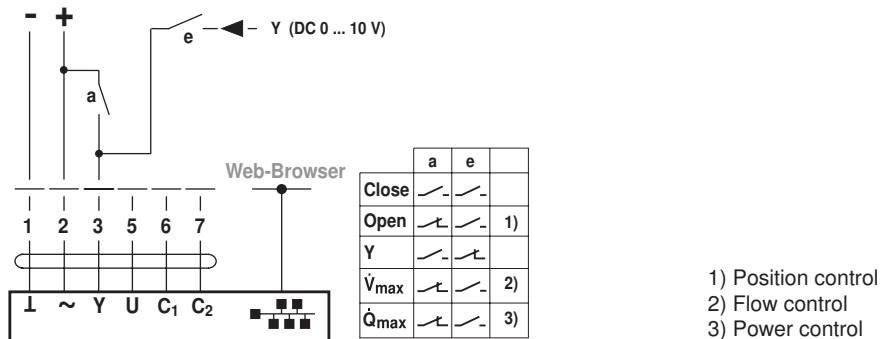 - +
e
Y (DC 0 ... 10 V)
a
Web-Browser
1 2 3 5 6 7
⊥ ~ Y U C1 C2
a e
Close
Open 1)
Y
V̇max 2)
Q̇max 3)
1) Position control
2) Flow control
3) Power control